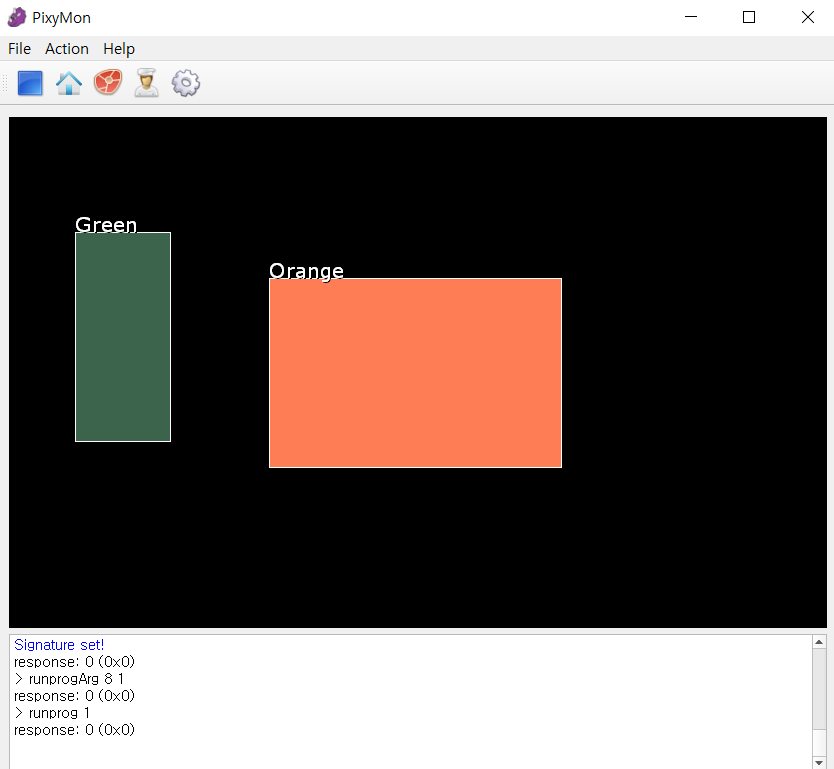 PixyMon
File Action Help
Green
Orange
Signature set!
response: 0 (0x0)
> runprogArg 8 1
response: 0 (0x0)
> runprog 1
response: 0 (0x0)